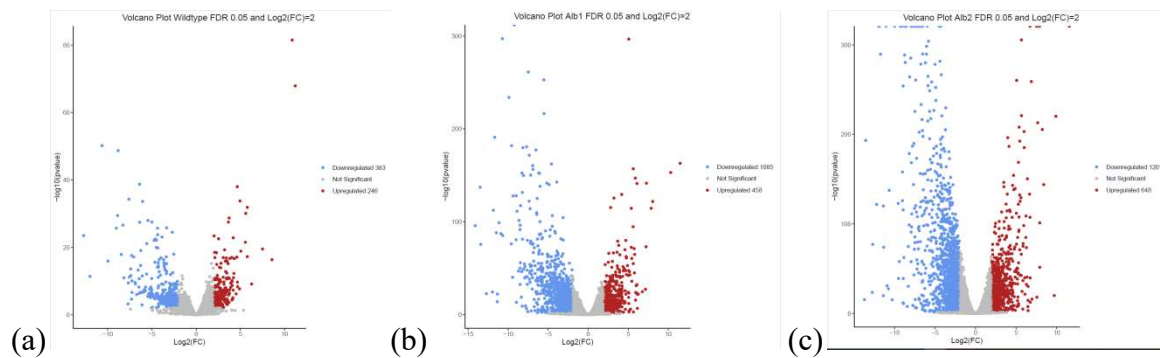 Volcano Plot Wildtype FDR 0.05 and Log2(FC)=2
−log10(pvalue)
80
60
40
20
0
−10 −5 0 5 10
Log2(FC)
Downregulated 383
Not Significant
Upregulated 246
(a)
Volcano Plot Alb1 FDR 0.05 and Log2(FC)=2
−log10(pvalue)
300
200
100
0
−15 −10 −5 0 5 10
Log2(FC)
Downregulated 1085
Not Significant
Upregulated 458
(b)
Volcano Plot Alb2 FDR 0.05 and Log2(FC)=2
−log10(pvalue)
300
200
100
0
−10 −5 0 5 10
Log2(FC)
Downregulated 120
Not Significant
Upregulated 648
(c)